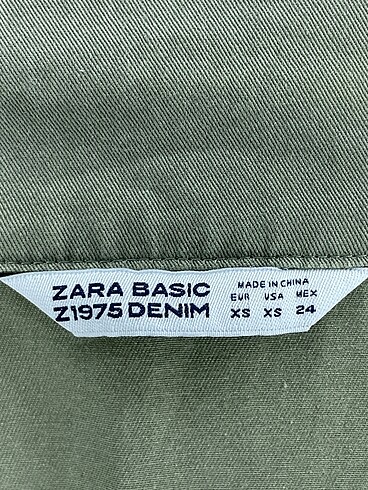 ZARA BASIC
Z1975 DENIM
MADE IN CHINA
EUR USA MEX
XS XS 24